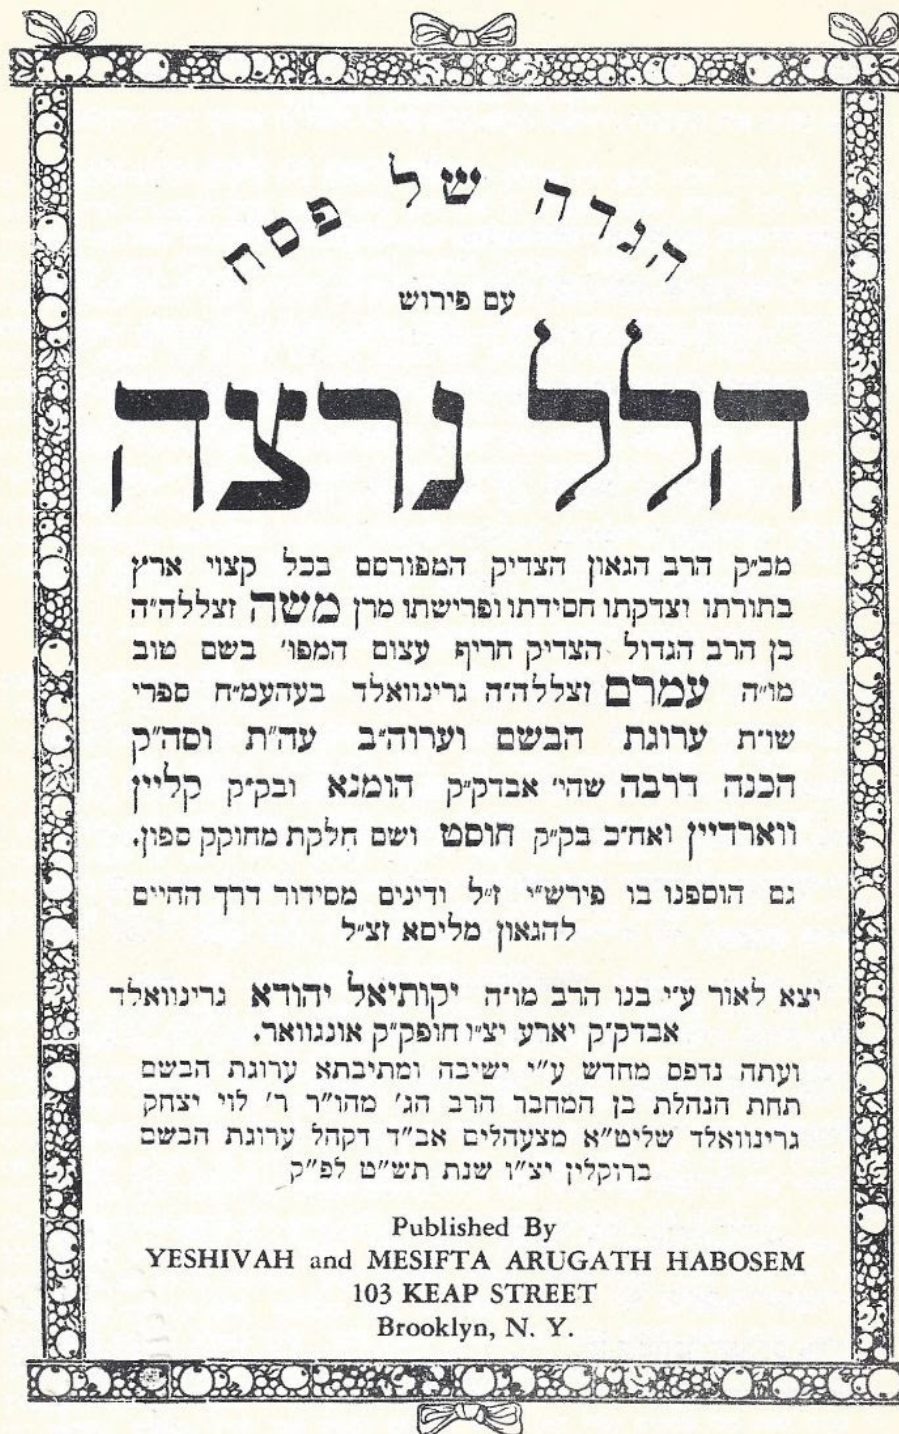 הגדה של פסח
עם פירוש
הלל נרצה
מב״ק הרב הגאון הצדיק המפורסם בכל קצוי ארץ
בתורתו וצדקתו חסידתו ופרישתו מרן משה זצללה״ה
בן הרב הגדול הצדיק חריף עצום המפו׳ בשם טוב
מו״ה עמרם זצללה״ה גרינוואלד בעהעמ״ח ספרי
שו״ת ערוגת הבשם וערוה״ב עה״ת וסה״ק
הכנה דרבה שהי׳ אבדק״ק הומנא ובק״ק קליין
ווארדיין ואח״כ בק״ק חוסט ושם חלקת מחוקק ספון.
גם הוספנו בו פירש״י ז״ל ודינים מסידור דרך החיים
להגאון מליסא זצ״ל
יצא לאור ע״י בנו הרב מו״ה יקותיאל יהודא גרינוואלד
אבדק״ק יארע יצ״ו חופק״ק אונגוואר.
ועתה נדפס מחדש ע״י ישיבה ומתיבתא ערוגת הבשם
תחת הנהלת בן המחבר הרב הג׳ מהו״ר ר׳ לוי יצחק
גרינוואלד שליט״א מצעהלים אב״ד דקהל ערוגת הבשם
ברוקלין יצ״ו שנת תש״ט לפ״ק
Published By
YESHIVAH and MESIFTA ARUGATH HABOSEM
103 KEAP STREET
Brooklyn, N. Y.